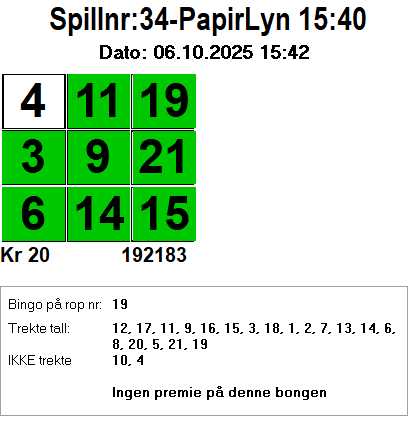 Spillnr:34-PapirLyn 15:40
Dato: 06.10.2025 15:42
4 11 19
3 9 21
6 14 15
Kr 20 192183
Bingo på rop nr: 19
Trekte tall: 12, 17, 11, 9, 16, 15, 3, 18, 1, 2, 7, 13, 14, 6,
8, 20, 5, 21, 19
IKKE trekte 10, 4
Ingen premie på denne bongen